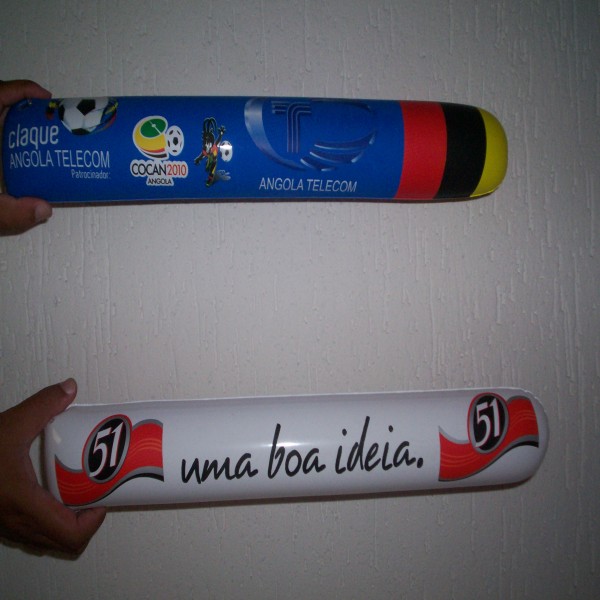 claque
ANGOLA TELECOM
Patrocinador:
COCAN2010
ANGOLA
ANGOLA TELECOM
51
uma boa ideia.
51